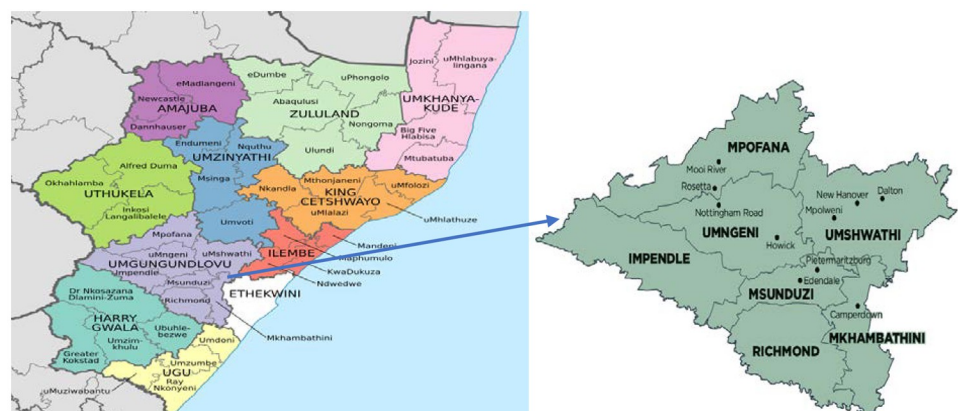 Jozini
uMhlabuya-
lingana
eDumbe
uPhongolo
eMadlangeni
UMKHANYA-
KUDE
Newcastle
AMAJUBA
Abaqulusi
ZULULAND
Dannhauser
Nongoma
Big Five
Hlabisa
Endumeni
Nquthu
UMZINYATHI
Ulundi
Mtubatuba
Alfred Duma
Msinga
Mthonjaneni
Okhahlamba
UTHUKELA
Nkandla
KING
CETSHWAYO
uMfolozi
Inkosi
Langalibalele
uMlalazi
Umvoti
uMhlathuze
Mpofana
Mandeni
uMngeni
uMshwathi
ILEMBE
Maphumulo
UMGUNGUNDLOVU
Impendle
KwaDukuza
Msunduzi
Ndwedwe
ETHEKWINI
Dr Nkosazana
Dlamini-Zuma
Richmond
HARRY
GWALA
Ubuhle-
bezwe
Umzim-
khulu
Umdoni
Mkhambathini
Greater
Kokstad
Umzumbe
UGU
Ray
Nkonyeni
uMuziwabantu
MPOFANA
Mooi River
Rosetta
New Hanover
Dalton
Nottingham Road
Mpolweni
UMNGENI
UMSHWATHI
Howick
IMPENDLE
Pietermaritzburg
Edendale
MSUNDUZI
Camperdown
MKHAMBATHINI
RICHMOND